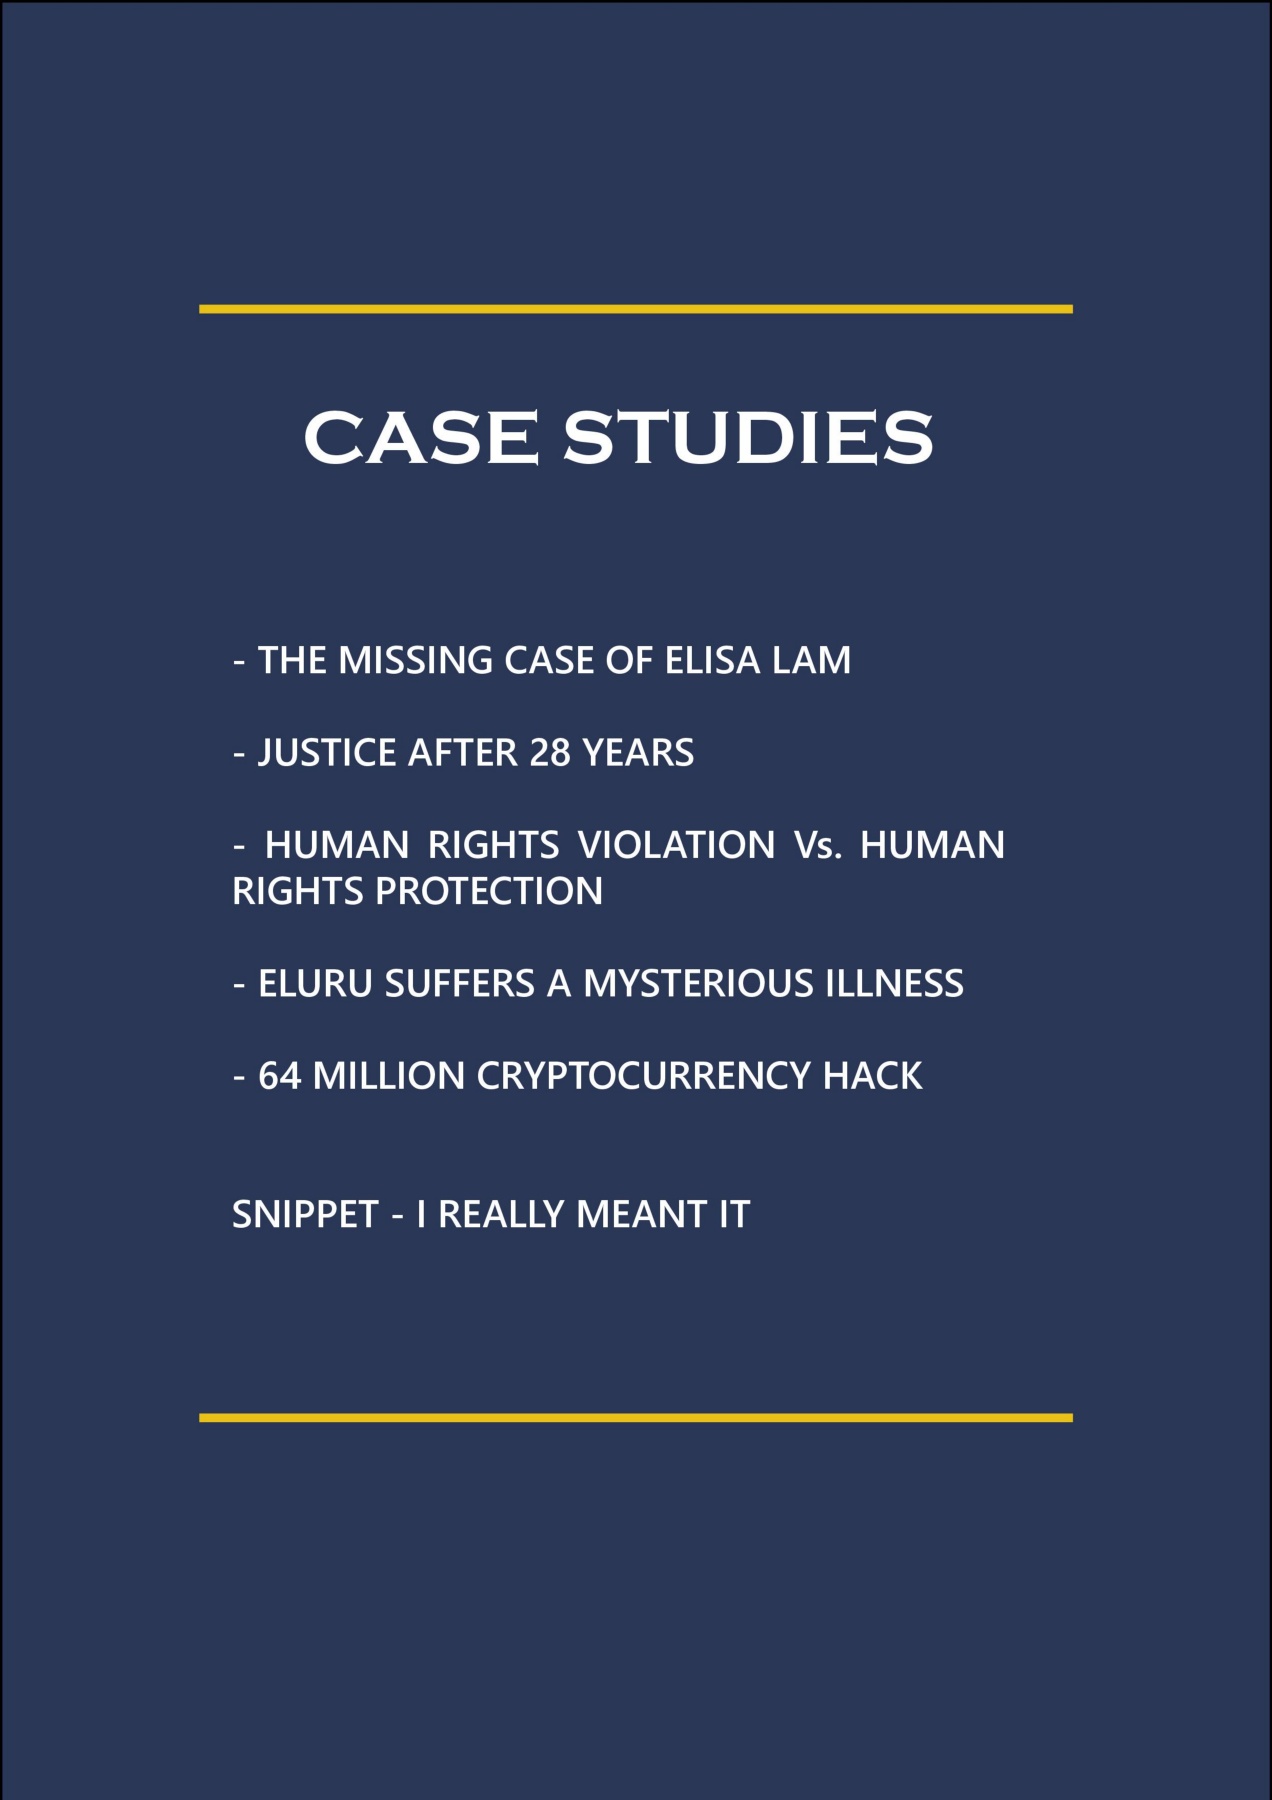 CASE STUDIES
- THE MISSING CASE OF ELISA LAM
- JUSTICE AFTER 28 YEARS
- HUMAN RIGHTS VIOLATION Vs. HUMAN
RIGHTS PROTECTION
- ELURU SUFFERS A MYSTERIOUS ILLNESS
- 64 MILLION CRYPTOCURRENCY HACK
SNIPPET - I REALLY MEANT IT